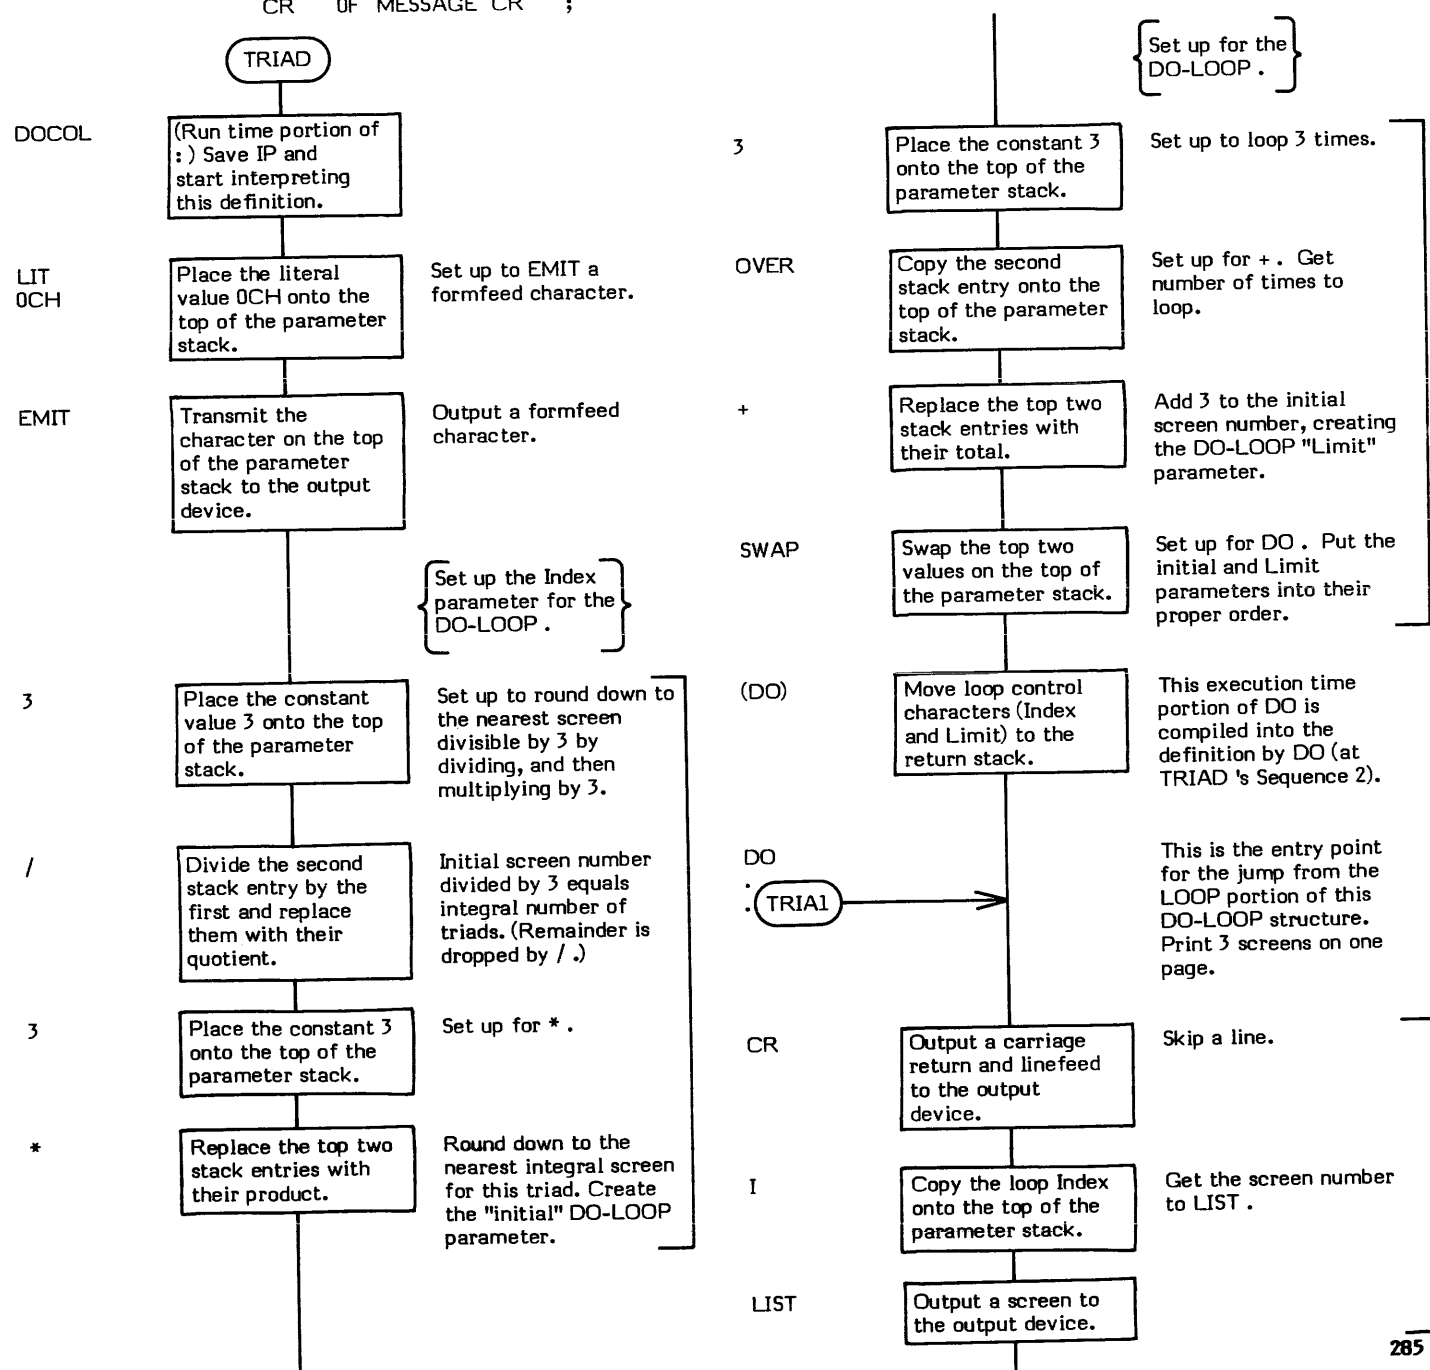 CR OF MESSAGE CR ;
TRIAD
DOCOL
(Run time portion of
: ) Save IP and
start interpreting
this definition.
LIT
0CH
Place the literal
value 0CH onto the
top of the parameter
stack.
Set up to EMIT a
formfeed character.
EMIT
Transmit the
character on the top
of the parameter
stack to the output
device.
Output a formfeed
character.
Set up the Index
parameter for the
DO-LOOP .
3
Place the constant
value 3 onto the top
of the parameter
stack.
Set up to round down to
the nearest screen
divisible by 3 by
dividing, and then
multiplying by 3.
/
Divide the second
stack entry by the
first and replace
them with their
quotient.
Initial screen number
divided by 3 equals
integral number of
triads. (Remainder is
dropped by / .)
3
Place the constant 3
onto the top of the
parameter stack.
Set up for * .
*
Replace the top two
stack entries with
their product.
Round down to the
nearest integral screen
for this triad. Create
the "initial" DO-LOOP
parameter.
Set up for the
DO-LOOP .
3
Place the constant 3
onto the top of the
parameter stack.
Set up to loop 3 times.
OVER
Copy the second
stack entry onto the
top of the parameter
stack.
Set up for + . Get
number of times to
loop.
+
Replace the top two
stack entries with
their total.
Add 3 to the initial
screen number, creating
the DO-LOOP "Limit"
parameter.
SWAP
Swap the top two
values on the top of
the parameter stack.
Set up for DO . Put the
initial and Limit
parameters into their
proper order.
(DO)
Move loop control
characters (Index
and Limit) to the
return stack.
This execution time
portion of DO is
compiled into the
definition by DO (at
TRIAD 's Sequence 2).
DO
.
. TRIA1
This is the entry point
for the jump from the
LOOP portion of this
DO-LOOP structure.
Print 3 screens on one
page.
CR
Output a carriage
return and linefeed
to the output
device.
Skip a line.
I
Copy the loop Index
onto the top of the
parameter stack.
Get the screen number
to LIST .
LIST
Output a screen to
the output device.
285